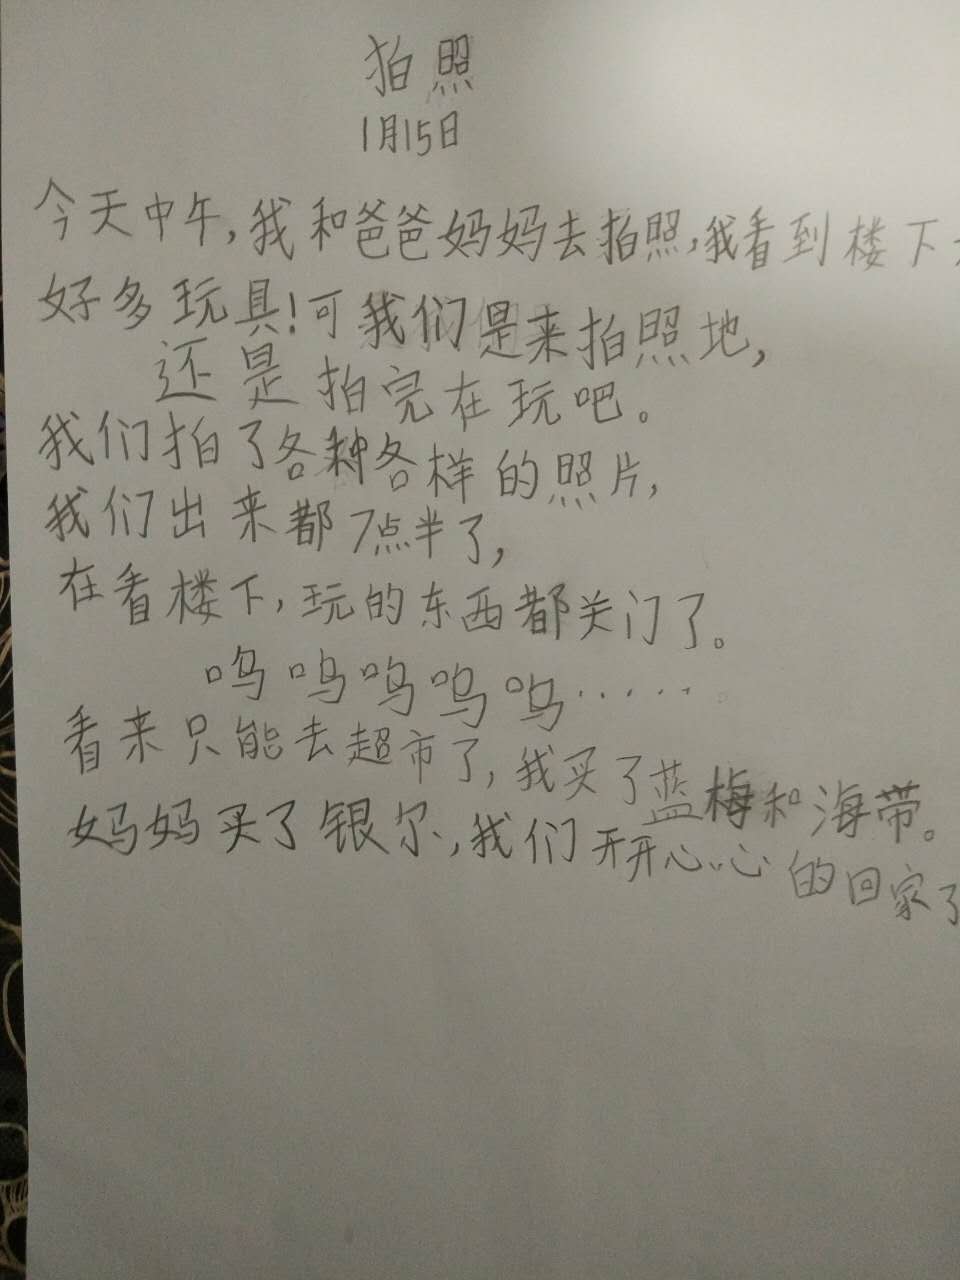 拍照
1月15日
今天中午,我和爸爸妈妈去拍照,我看到楼下
好多玩具!可我们是来拍照地,
还是拍完在玩吧。
我们拍了各种各样的照片,
我们出来都7点半了,
在看楼下,玩的东西都关门了。
呜呜呜呜呜······
看来只能去超市了,我买了蓝梅和海带。
妈妈买了银尔,我们开开心心的回家了